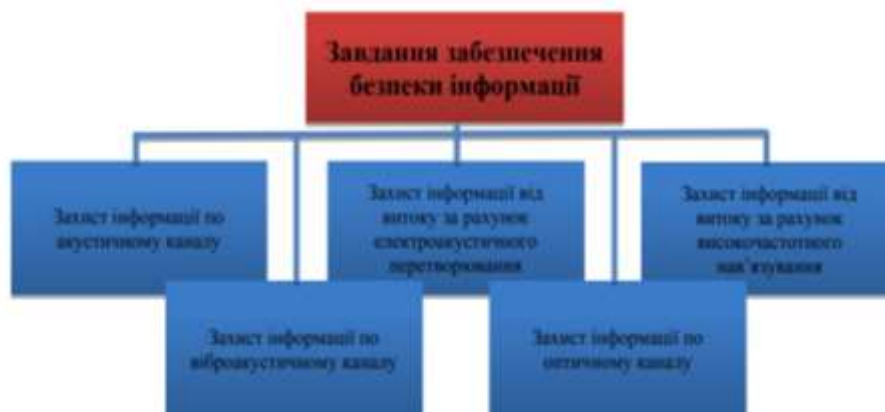 Завдання забезпечення
безпеки інформації
Захист інформації по
акустичному каналу
Захист інформації від
витоку за рахунок
електроакустичного
перетворювання
Захист інформації від
витоку за рахунок
високочастотного
нав'язування
Захист інформації по
віброакустичному каналу
Захист інформації по
оптичному каналу